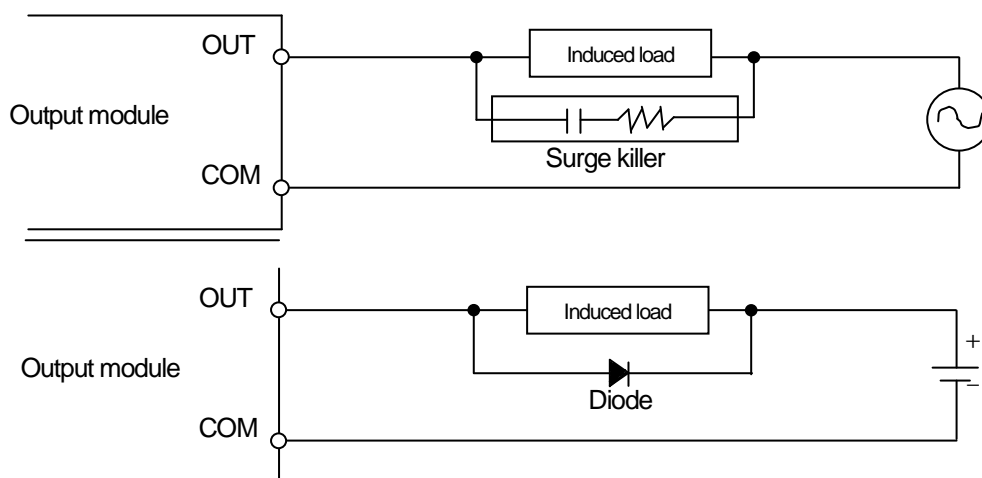 OUT
Induced load
Output module
Surge killer
COM
OUT
Induced load
+
Output module
−
Diode
COM